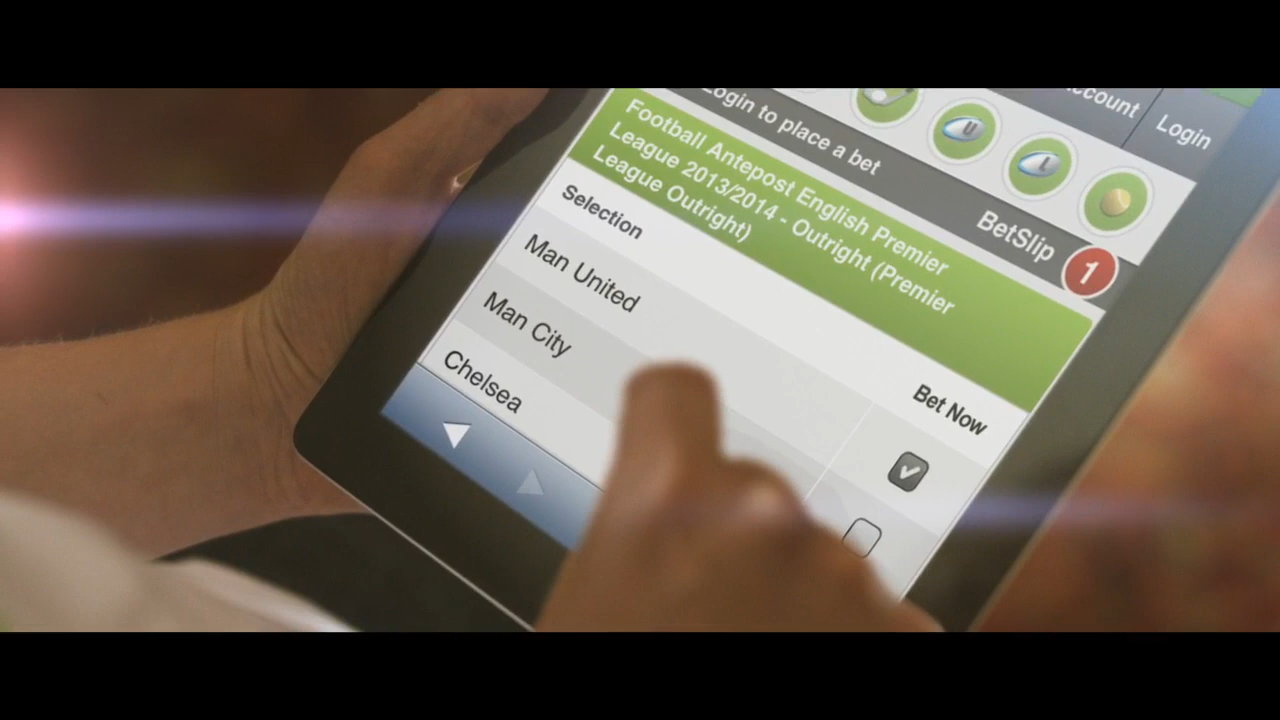 Account
Login
Login to place a bet
BetSlip
1
Football Antepost English Premier
League 2013/2014 - Outright (Premier
League Outright)
Selection
Bet Now
Man United
Man City
Chelsea
U
L